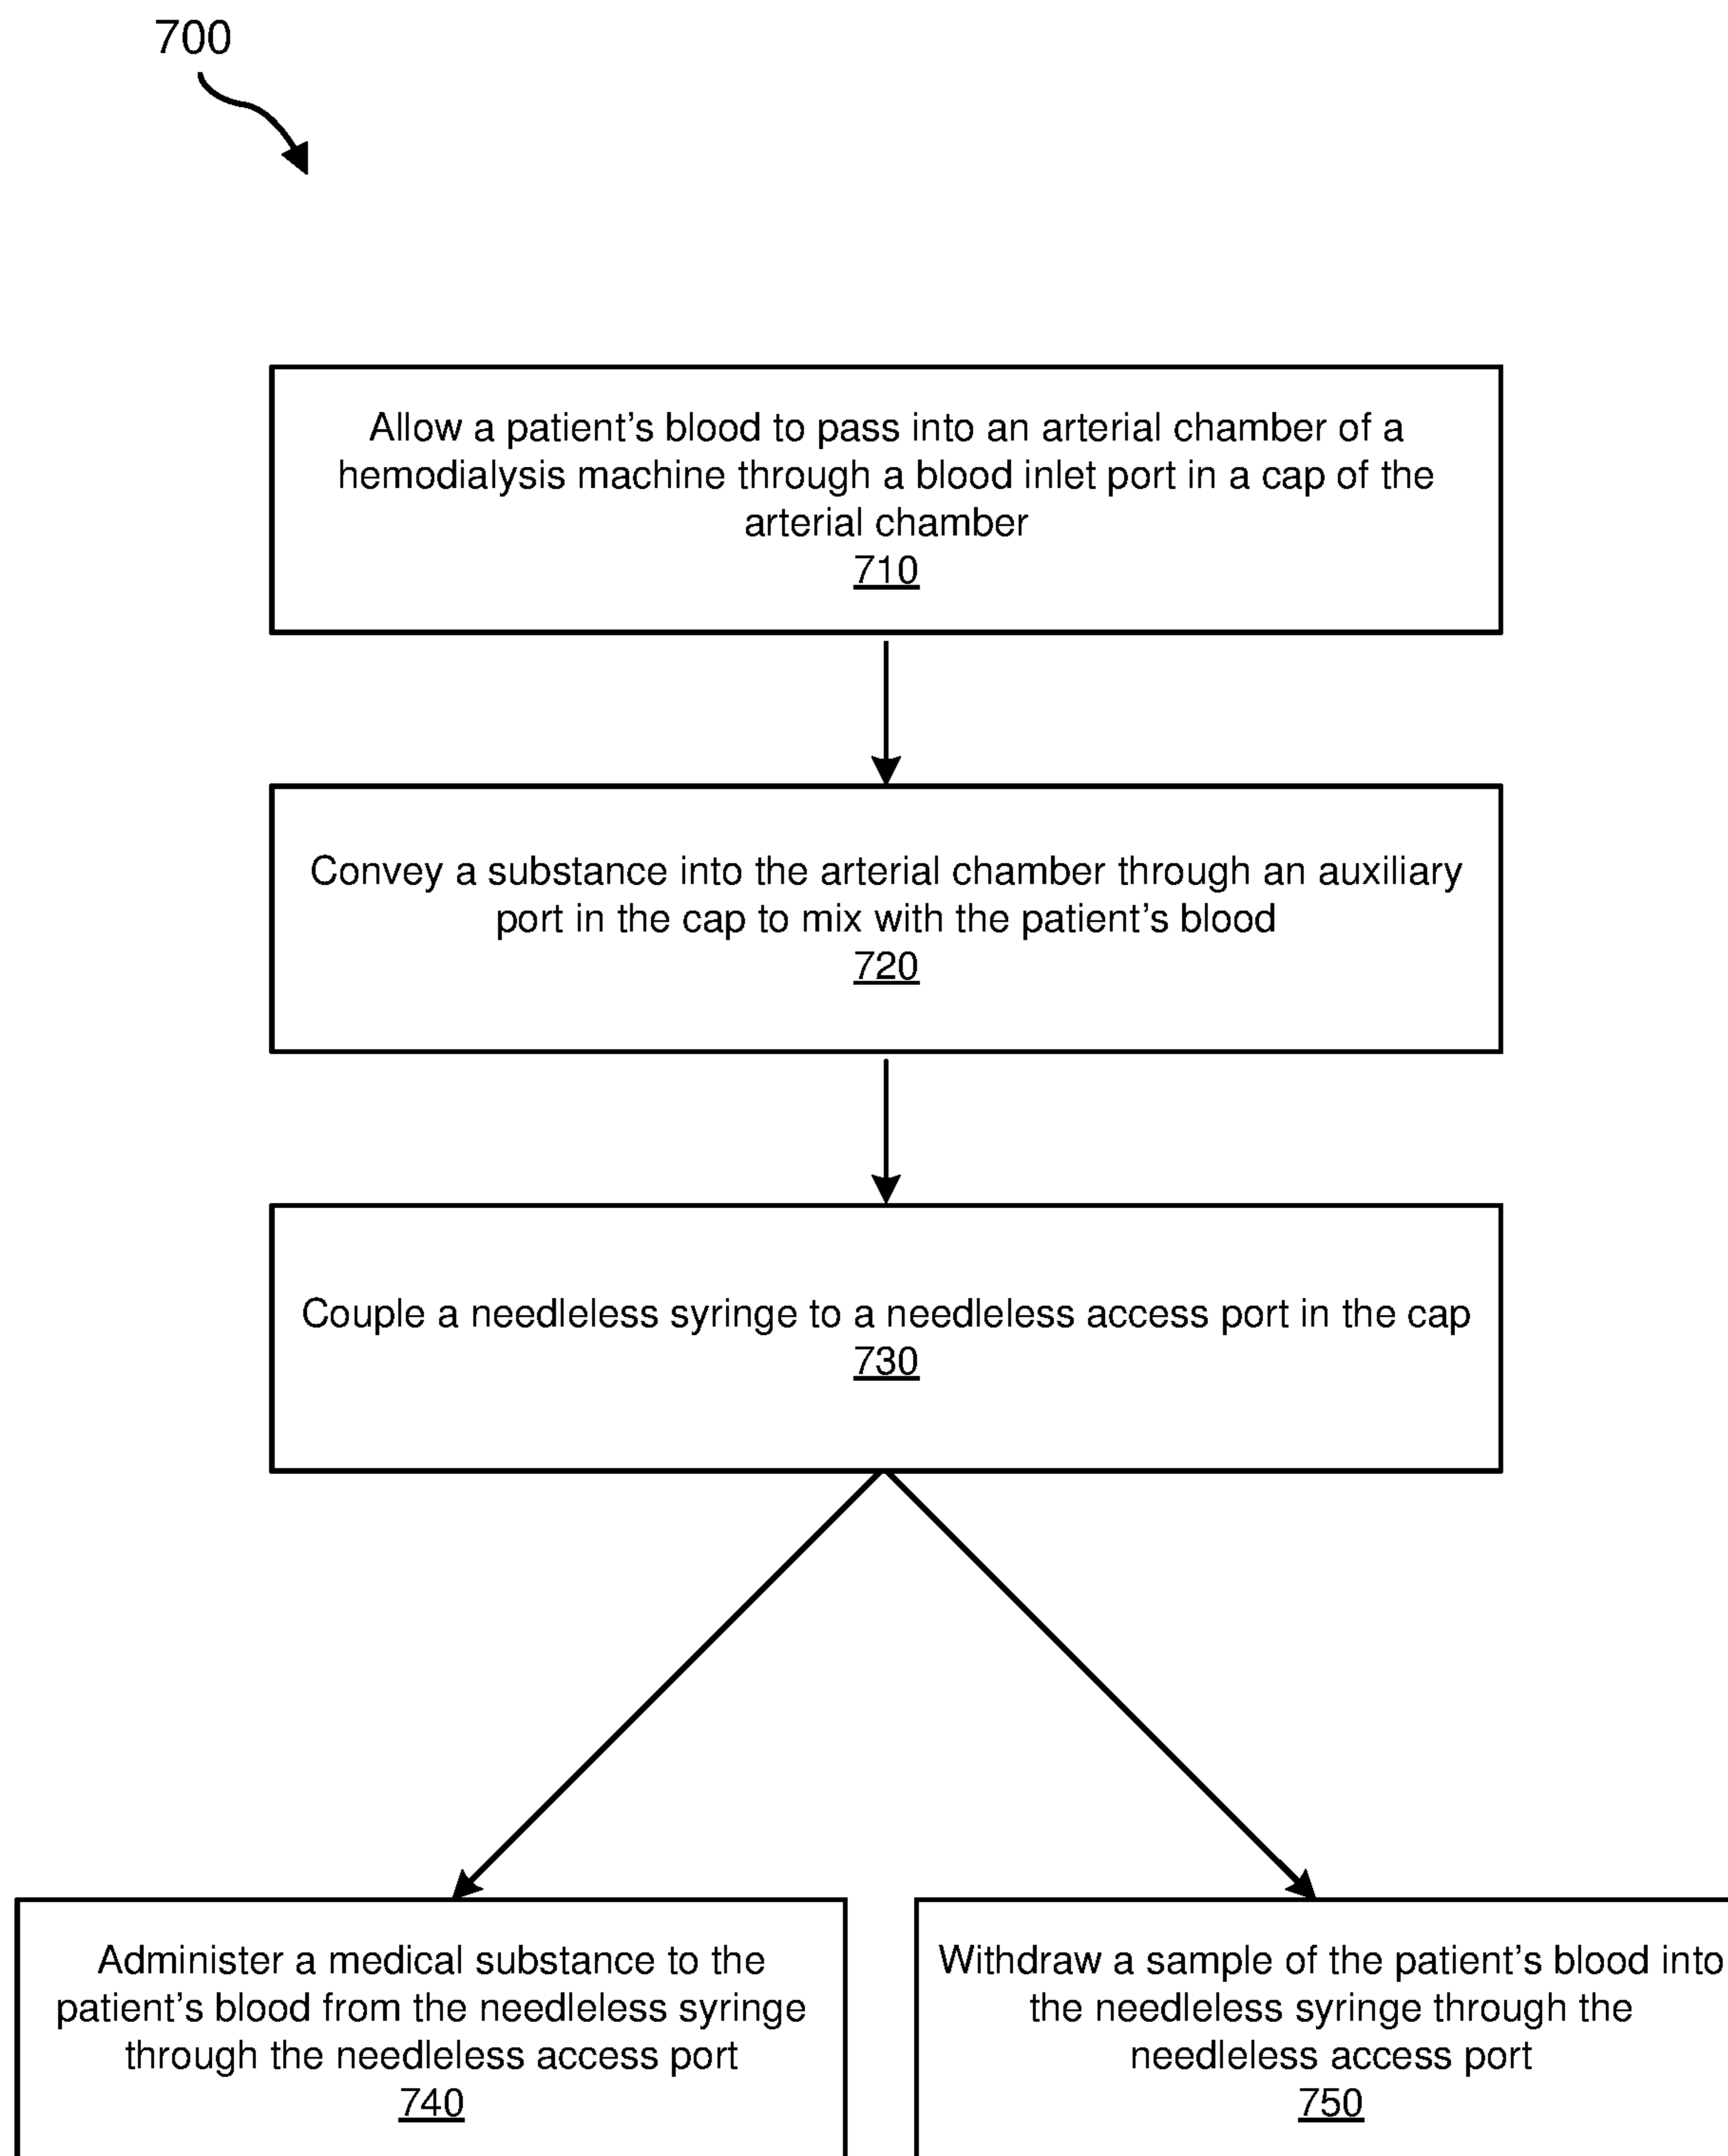 700
Allow a patient's blood to pass into an arterial chamber of a
hemodialysis machine through a blood inlet port in a cap of the
arterial chamber
710
Convey a substance into the arterial chamber through an auxiliary
port in the cap to mix with the patient's blood
720
Couple a needleless syringe to a needleless access port in the cap
730
Administer a medical substance to the
patient's blood from the needleless syringe
through the needleless access port
740
Withdraw a sample of the patient's blood into
the needleless syringe through the
needleless access port
750